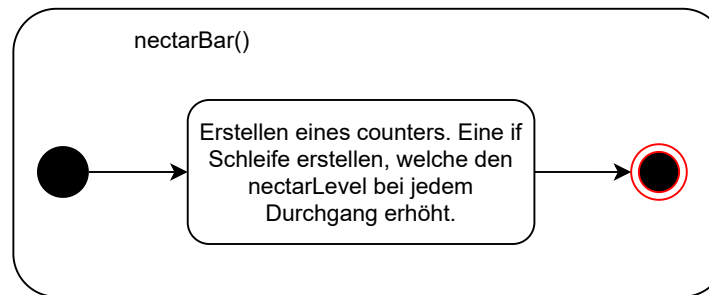 nectarBar()
Erstellen eines counters. Eine if
Schleife erstellen, welche den
nectarLevel bei jedem
Durchgang erhöht.